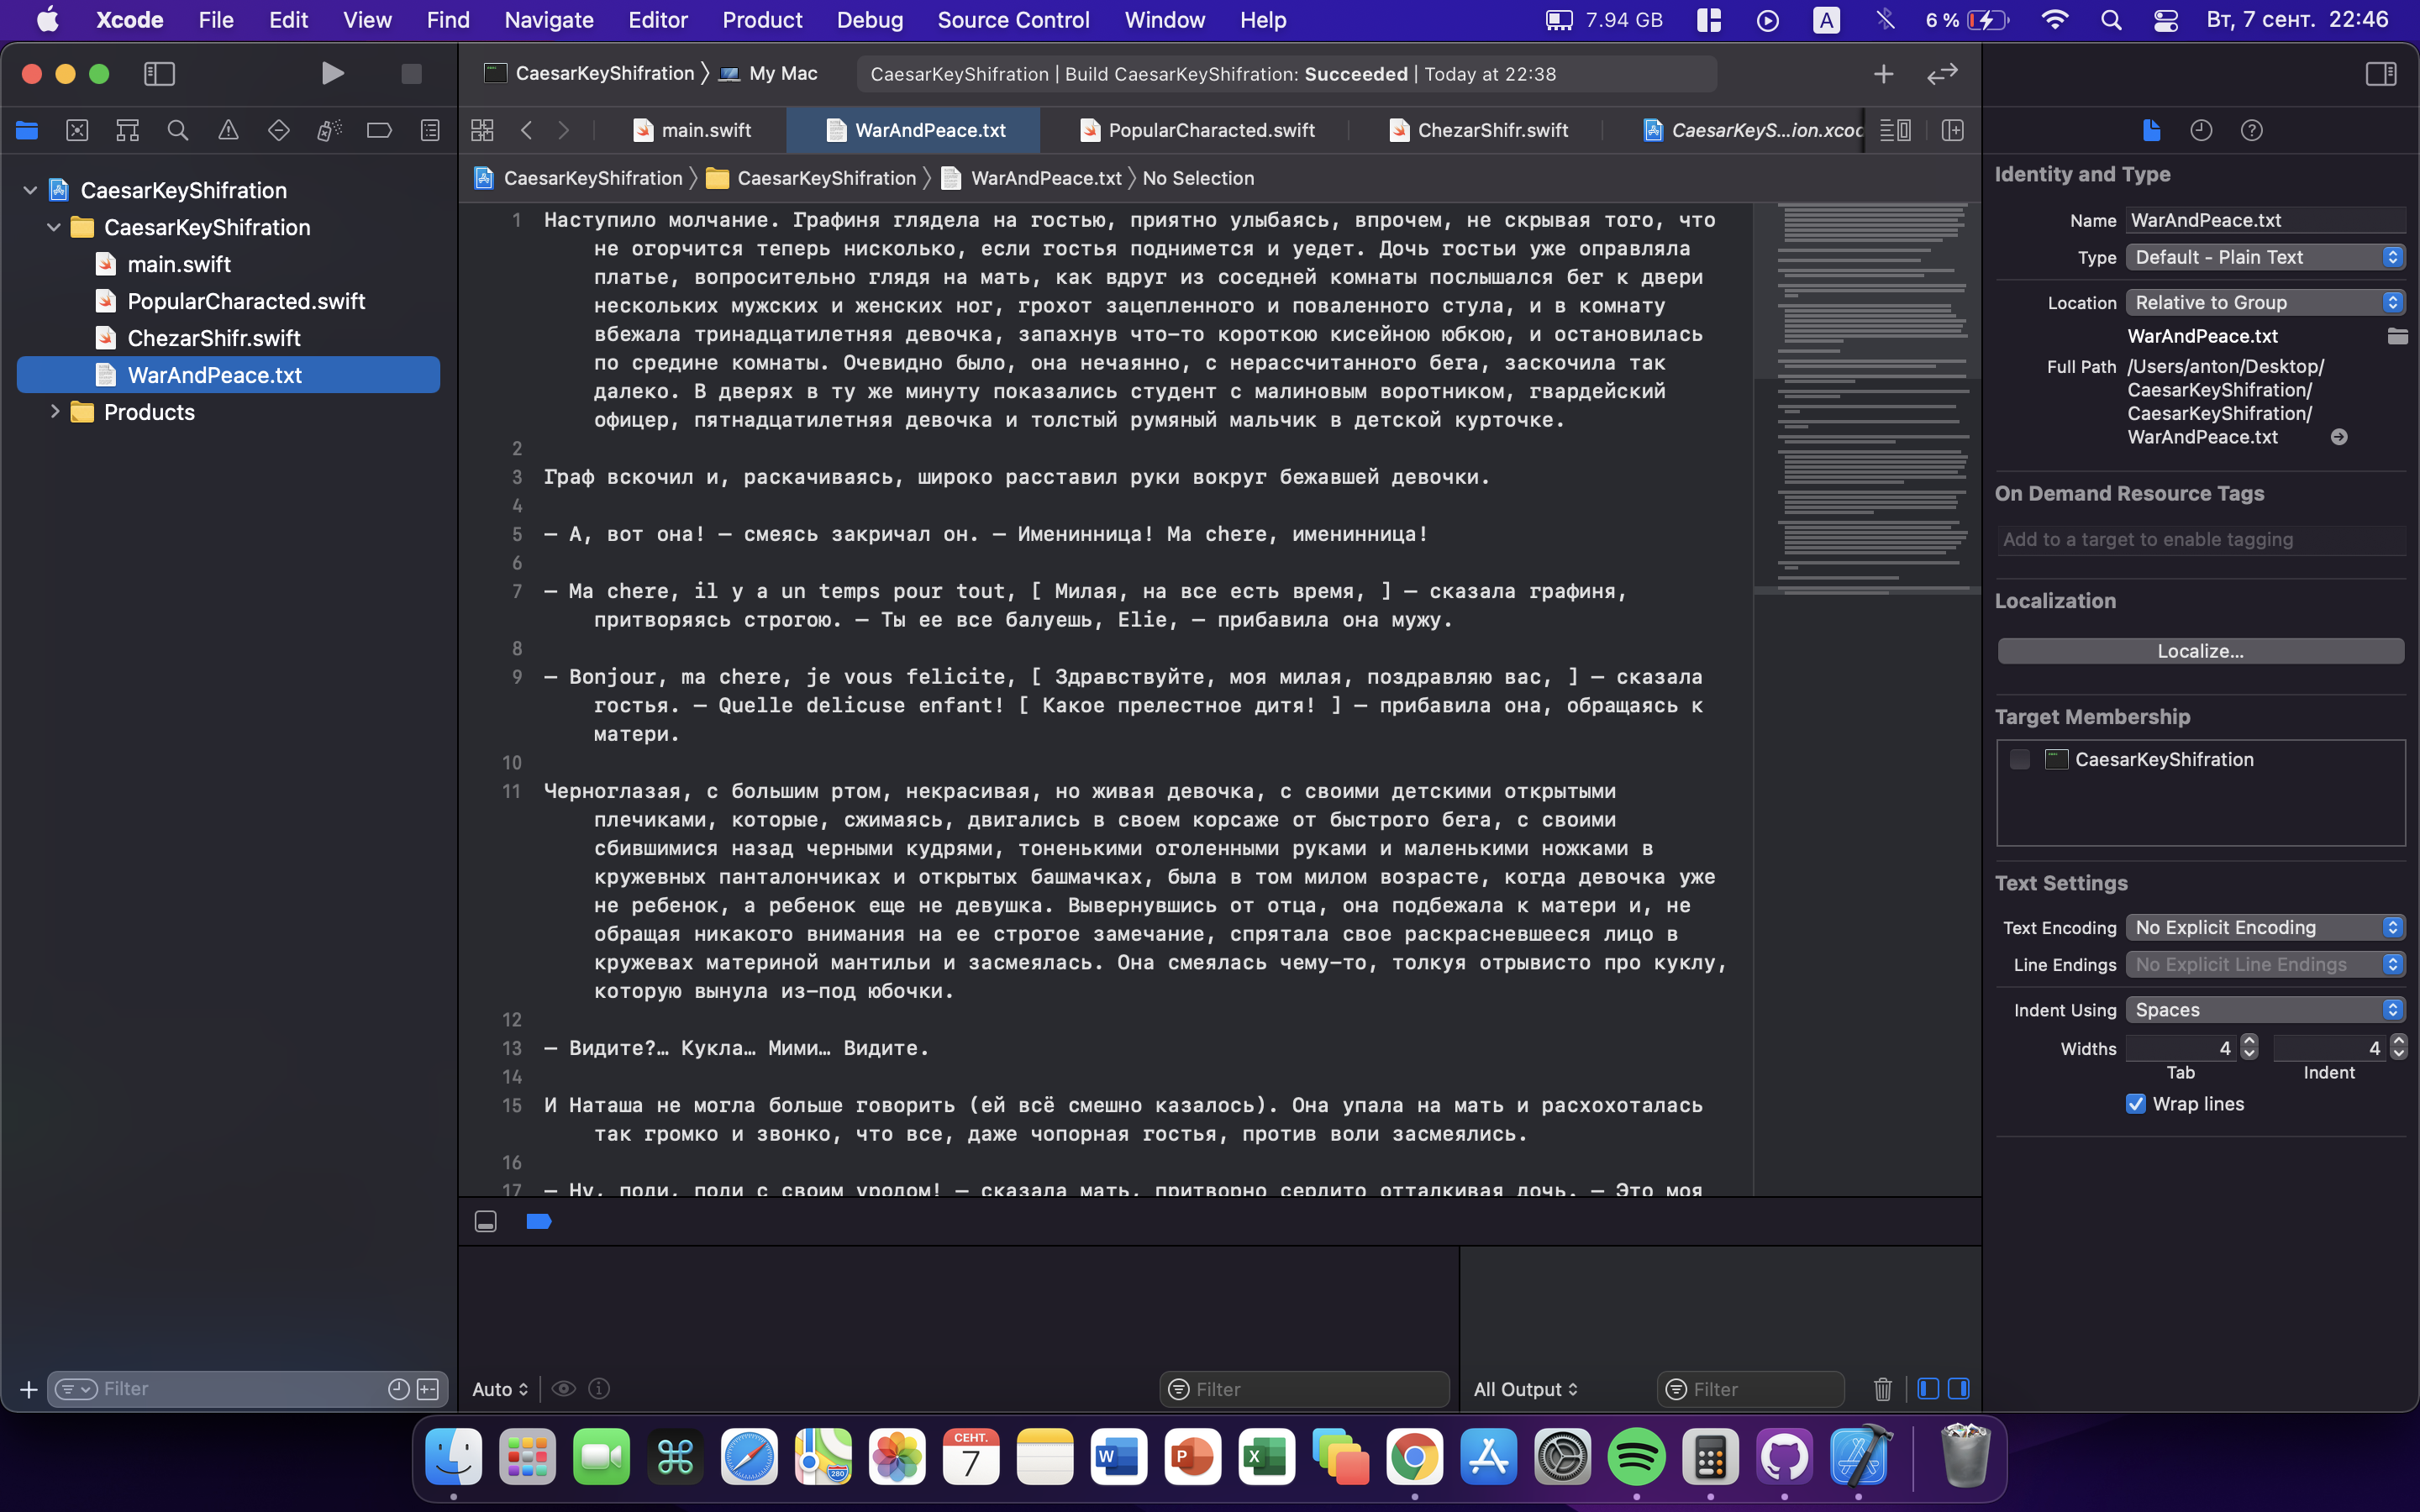 Xcode File Edit View Find Navigate Editor Product Debug Source Control Window Help 7.94 GB A 6 % Вт, 7 сент. 22:46
CaesarKeyShifration My Mac CaesarKeyShifration | Build CaesarKeyShifration: Succeeded | Today at 22:38
main.swift WarAndPeace.txt PopularCharacted.swift ChezarShifr.swift CaesarKeyS...ion.xcoc
CaesarKeyShifration CaesarKeyShifration WarAndPeace.txt No Selection
CaesarKeyShifration
CaesarKeyShifration
main.swift
PopularCharacted.swift
ChezarShifr.swift
WarAndPeace.txt
Products
Filter
1 Наступило молчание. Графиня глядела на гостью, приятно улыбаясь, впрочем, не скрывая того, что
не огорчится теперь нисколько, если гостья поднимется и уедет. Дочь гостьи уже оправляла
платье, вопросительно глядя на мать, как вдруг из соседней комнаты послышался бег к двери
нескольких мужских и женских ног, грохот зацепленного и поваленного стула, и в комнату
вбежала тринадцатилетняя девочка, запахнув что-то короткою кисейною юбкою, и остановилась
по средине комнаты. Очевидно было, она нечаянно, с нерассчитанного бега, заскочила так
далеко. В дверях в ту же минуту показались студент с малиновым воротником, гвардейский
офицер, пятнадцатилетняя девочка и толстый румяный мальчик в детской курточке.
2
3 Граф вскочил и, раскачиваясь, широко расставил руки вокруг бежавшей девочки.
4
5 — А, вот она! — смеясь закричал он. — Именинница! Ma chere, именинница!
6
7 — Ma chere, il y a un temps pour tout, [ Милая, на все есть время, ] — сказала графиня,
притворяясь строгою. — Ты ее все балуешь, Elie, — прибавила она мужу.
8
9 — Bonjour, ma chere, je vous felicite, [ Здравствуйте, моя милая, поздравляю вас, ] — сказала
гостья. — Quelle delicuse enfant! [ Какое прелестное дитя! ] — прибавила она, обращаясь к
матери.
10
11 Черноглазая, с большим ртом, некрасивая, но живая девочка, с своими детскими открытыми
плечиками, которые, сжимаясь, двигались в своем корсаже от быстрого бега, с своими
сбившимися назад черными кудрями, тоненькими оголенными руками и маленькими ножками в
кружевных панталончиках и открытых башмачках, была в том милом возрасте, когда девочка уже
не ребенок, а ребенок еще не девушка. Вывернувшись от отца, она подбежала к матери и, не
обращая никакого внимания на ее строгое замечание, спрятала свое раскрасневшееся лицо в
кружевах материной мантильи и засмеялась. Она смеялась чему-то, толкуя отрывисто про куклу,
которую вынула из-под юбочки.
12
13 — Видите?… Кукла… Мими… Видите.
14
15 И Наташа не могла больше говорить (ей всё смешно казалось). Она упала на мать и расхохоталась
так громко и звонко, что все, даже чопорная гостья, против воли засмеялись.
16
17 — Ну, поди, поди с своим уродом! — сказала мать, притворно сердито отталкивая дочь. — Это моя
Auto Filter All Output Filter
Identity and Type
Name WarAndPeace.txt
Type Default - Plain Text
Location Relative to Group
WarAndPeace.txt
Full Path /Users/anton/Desktop/
CaesarKeyShifration/
CaesarKeyShifration/
WarAndPeace.txt
On Demand Resource Tags
Add to a target to enable tagging
Localization
Localize...
Target Membership
CaesarKeyShifration
Text Settings
Text Encoding No Explicit Encoding
Line Endings No Explicit Line Endings
Indent Using Spaces
Widths 4 4
Tab Indent
Wrap lines
СЕНТ.
7
W P X 280